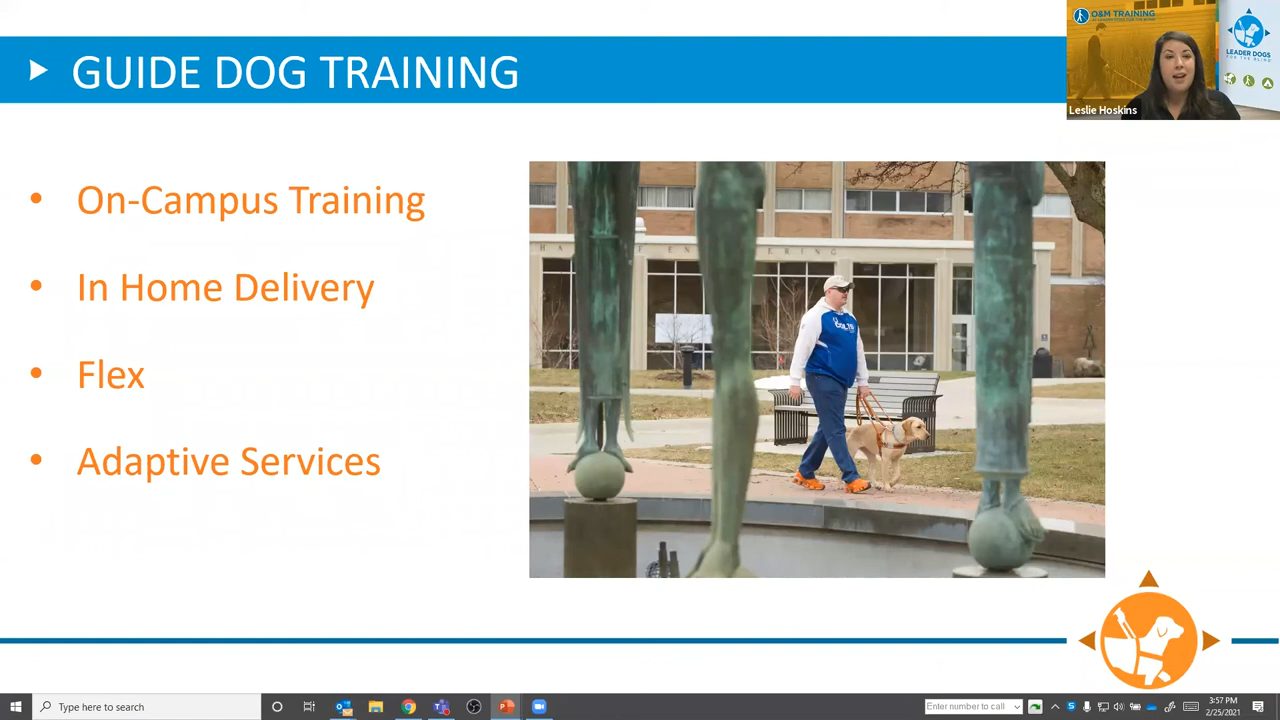 GUIDE DOG TRAINING
O&M TRAINING
LEADER DOGS
FOR THE BLIND
Leslie Hoskins
• On-Campus Training
• In Home Delivery
• Flex
• Adaptive Services
COLTS
Type here to search
Enter number to call
3:57 PM
2/25/2021